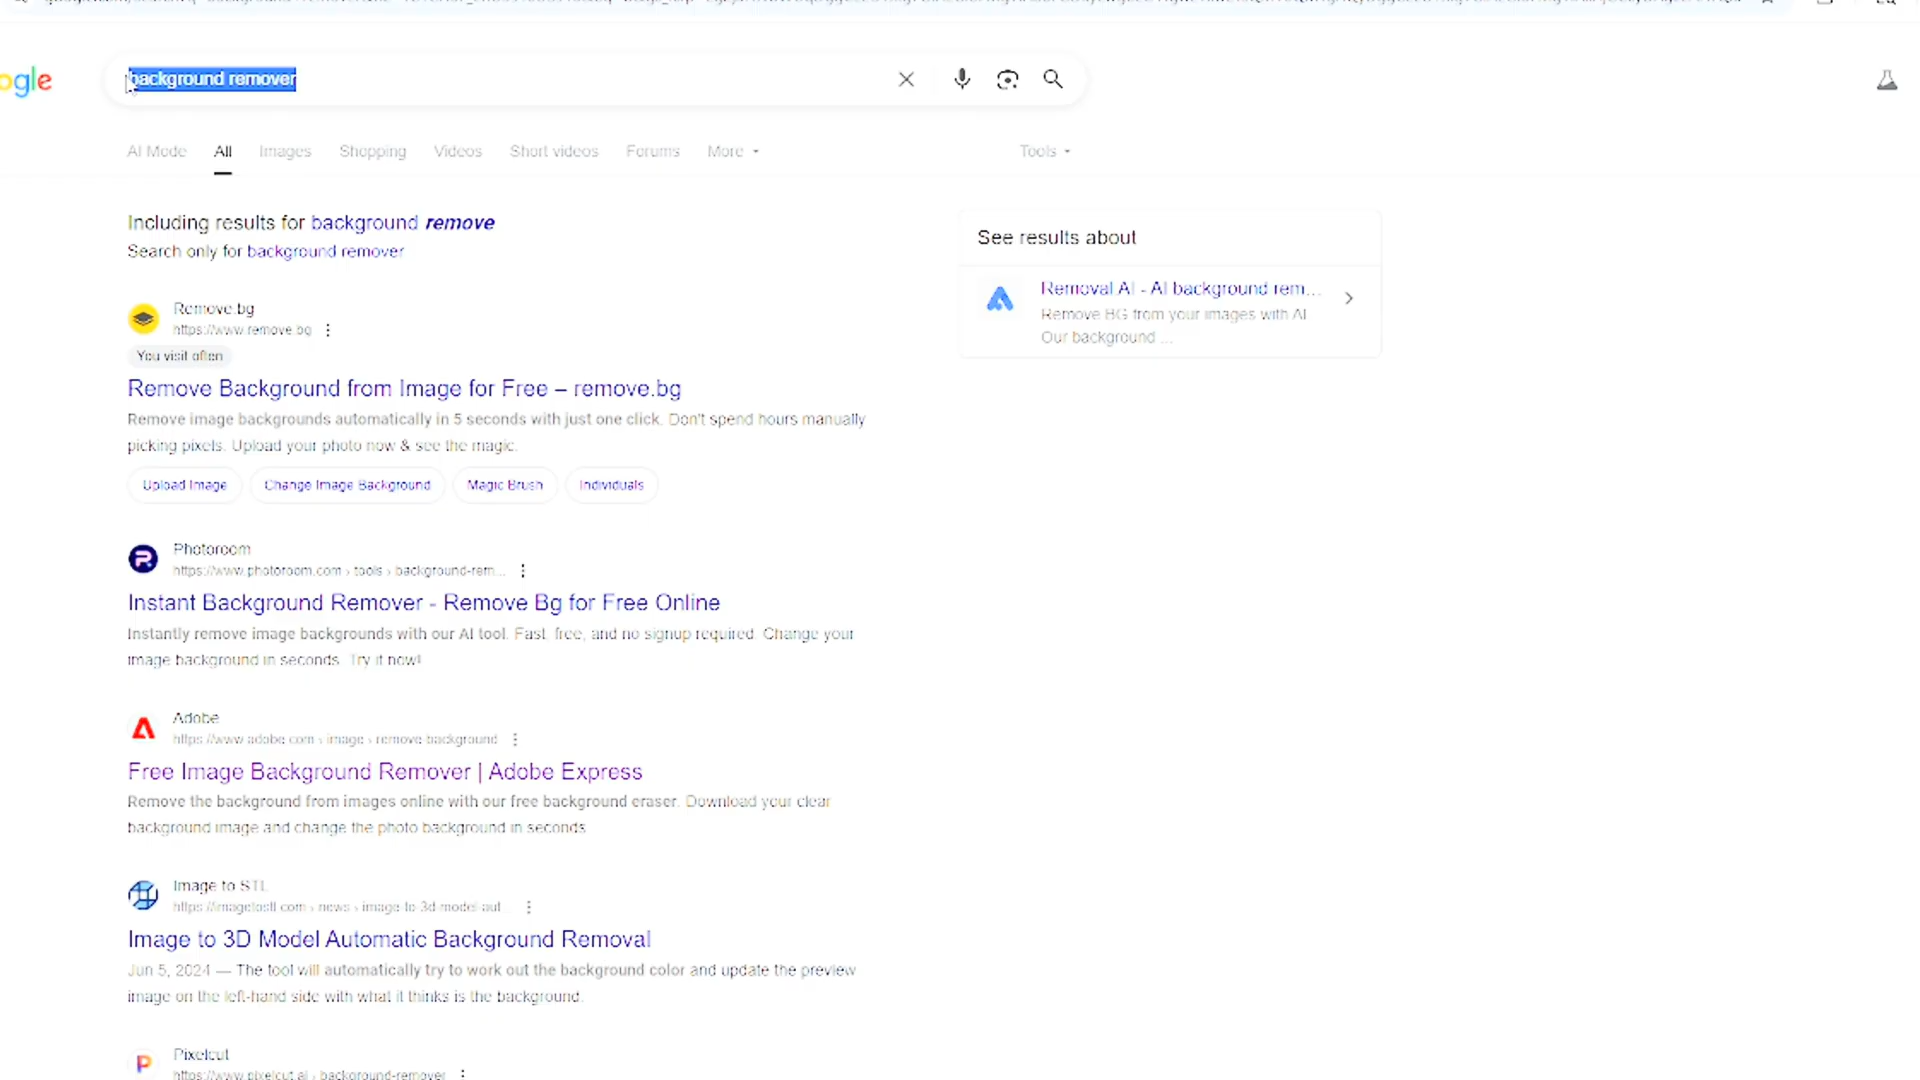 ogle
background remover
AI Mode
All
Images
Shopping
Videos
Short videos
Forums
More
Tools
Including results for background remove
Search only for background remover
Remove.bg
https://www.remove.bg
You visit often
Remove Background from Image for Free – remove.bg
Remove image backgrounds automatically in 5 seconds with just one click. Don't spend hours manually
picking pixels. Upload your photo now & see the magic.
Upload Image
Change Image Background
Magic Brush
Individuals
Photoroom
https://www.photoroom.com › tools › background-rem...
Instant Background Remover - Remove Bg for Free Online
Instantly remove image backgrounds with our AI tool. Fast, free, and no signup required. Change your
image background in seconds. Try it now!
Adobe
https://www.adobe.com › image › remove-background
Free Image Background Remover | Adobe Express
Remove the background from images online with our free background eraser. Download your clear
background image and change the photo background in seconds
Image to STL
https://imagetostl.com › news › image-to-3d-model-aut...
Image to 3D Model Automatic Background Removal
Jun 5, 2024 — The tool will automatically try to work out the background color and update the preview
image on the left-hand side with what it thinks is the background.
Pixelcut
https://www.pixelcut.ai › background-remover
See results about
Removal AI - AI background rem...
Remove BG from your images with AI
Our background ...